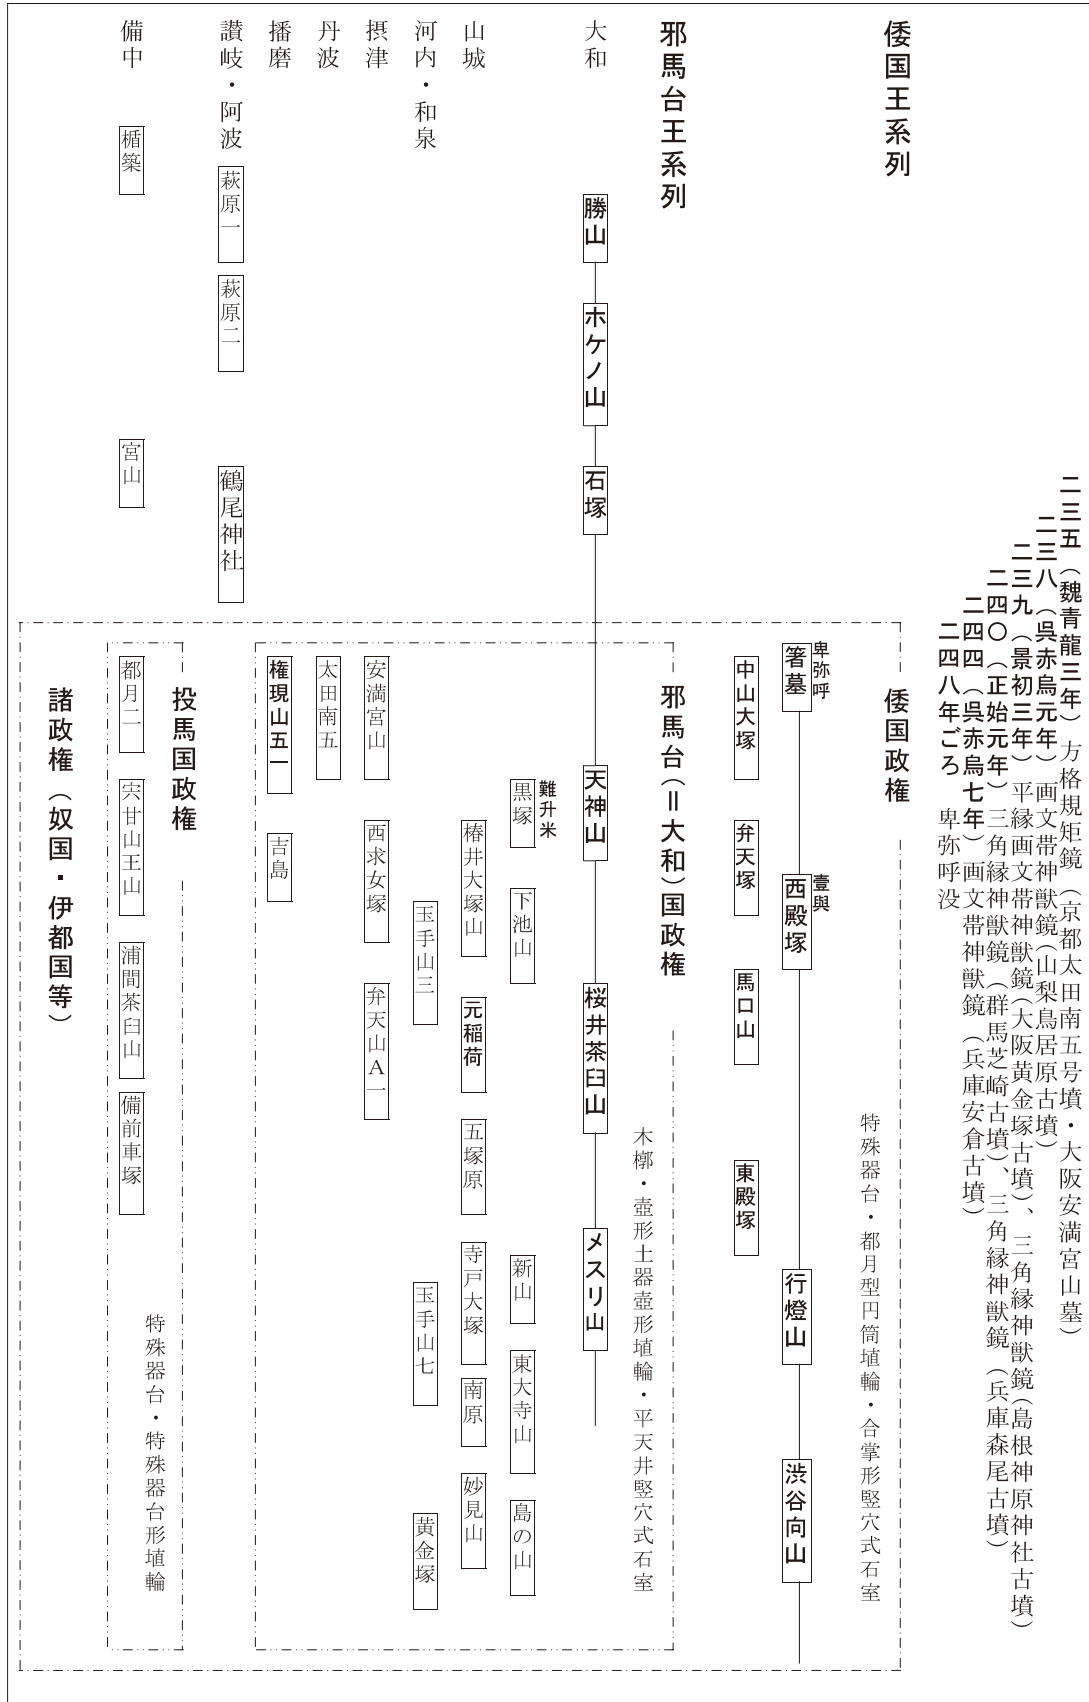 二三五（魏青龍三年）方格規矩鏡（京都太田南五号墳・大阪安満宮山墓）
二三八（呉赤烏元年）画文帯神獣鏡（山梨鳥居原古墳）
二三九（景初三年）平縁画文帯神獣鏡（大阪黄金塚古墳）、三角縁神獣鏡（島根神原神社古墳）
二四〇（正始元年）三角縁神獣鏡（群馬芝崎古墳）、三角縁神獣鏡（兵庫森尾古墳）
二四四（呉赤烏七年）画文帯神獣鏡（兵庫安倉古墳）
二四八年ごろ 卑弥呼没
倭国王系列
倭国政権
特殊器台・都月型円筒埴輪・合掌形竪穴式石室
卑弥呼
壹與
箸墓
西殿塚
行燈山
渋谷向山
中山大塚
弁天塚
馬口山
東殿塚
邪馬台王系列
邪馬台（＝大和）国政権
木槨・壺形土器壺形埴輪・平天井竪穴式石室
大和
勝山
ホケノ山
石塚
天神山
桜井茶臼山
メスリ山
難升米
黒塚
下池山
新山
東大寺山
島の山
山城
椿井大塚山
元稲荷
五塚原
寺戸大塚
南原
妙見山
河内・和泉
玉手山三
玉手山七
黄金塚
摂津
安満宮山
西求女塚
弁天山A一
丹波
太田南五
播磨
権現山五一
吉島
讃岐・阿波
萩原一
萩原二
鶴尾神社
投馬国政権
特殊器台・特殊器台形埴輪
備中
楯築
宮山
都月二
宍甘山王山
浦間茶臼山
備前車塚
諸政権（奴国・伊都国等）